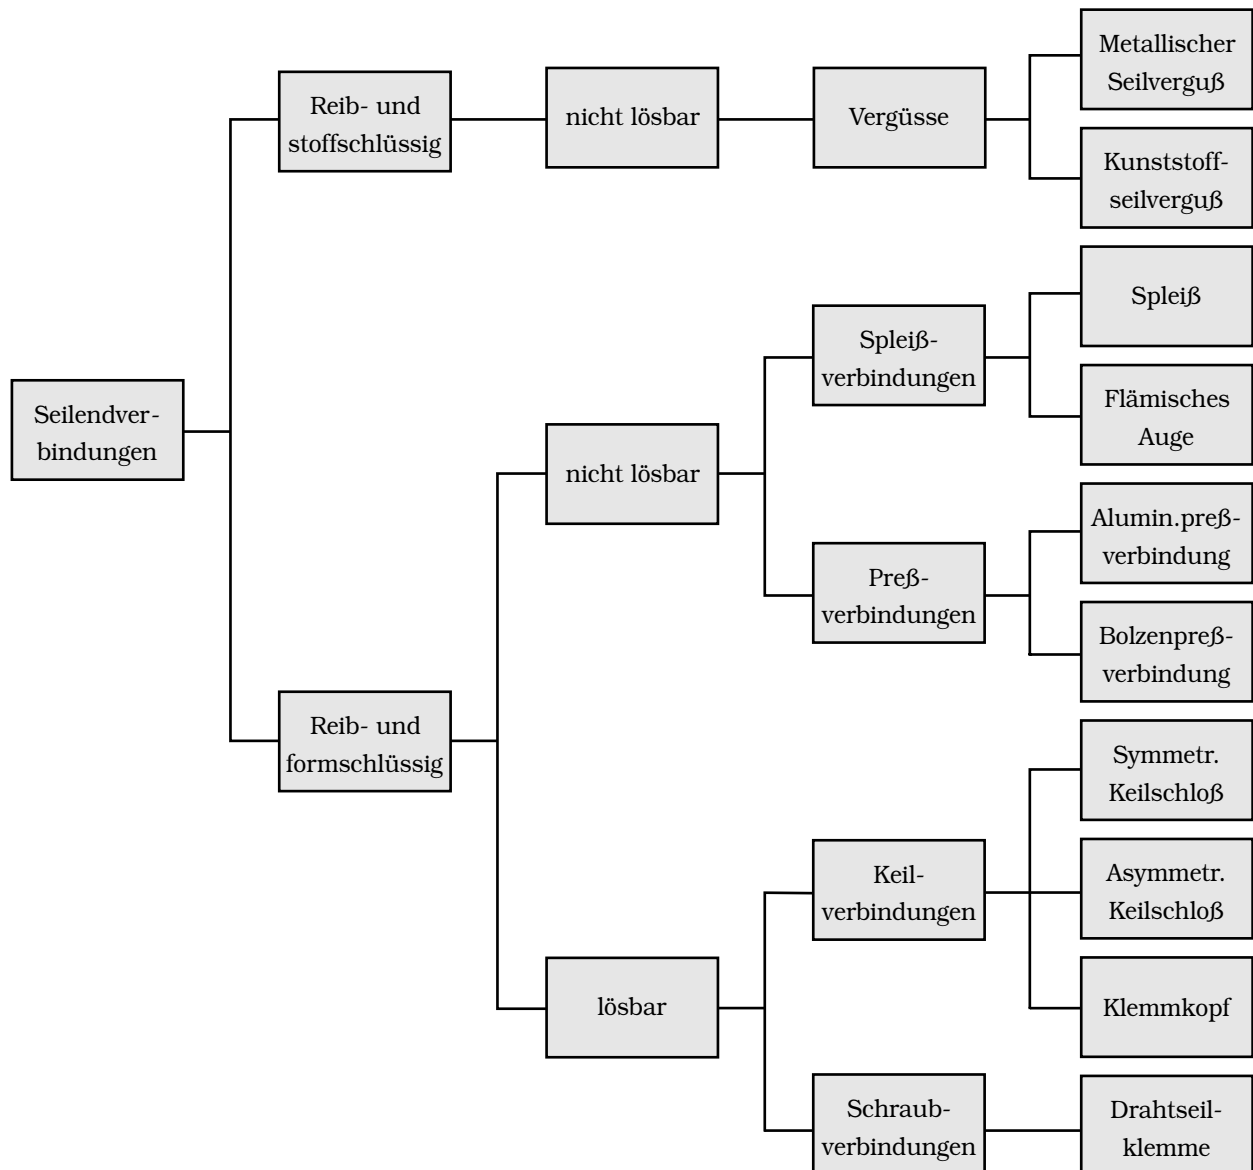 Metallischer
Seilverguß
Reib- und
stoffschlüssig
nicht lösbar
Vergüsse
Kunststoff-
seilverguß
Spleiß
Spleiß-
verbindungen
Flämisches
Auge
Seilendver-
bindungen
nicht lösbar
Alumin.preß-
verbindung
Preß-
verbindungen
Bolzenpreß-
verbindung
Reib- und
formschlüssig
Symmetr.
Keilschloß
Keil-
verbindungen
Asymmetr.
Keilschloß
lösbar
Klemmkopf
Schraub-
verbindungen
Drahtseil-
klemme